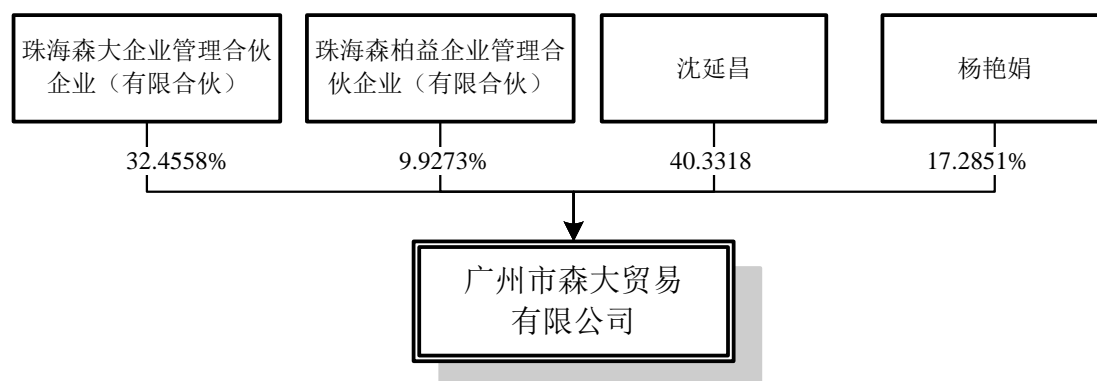 珠海森大企业管理合伙
企业（有限合伙）
珠海森柏益企业管理合
伙企业（有限合伙）
沈延昌
杨艳娟
32.4558%
9.9273%
40.3318
17.2851%
广州市森大贸易
有限公司